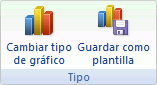 Cambiar tipo Guardar como
de gráfico plantilla
Tipo